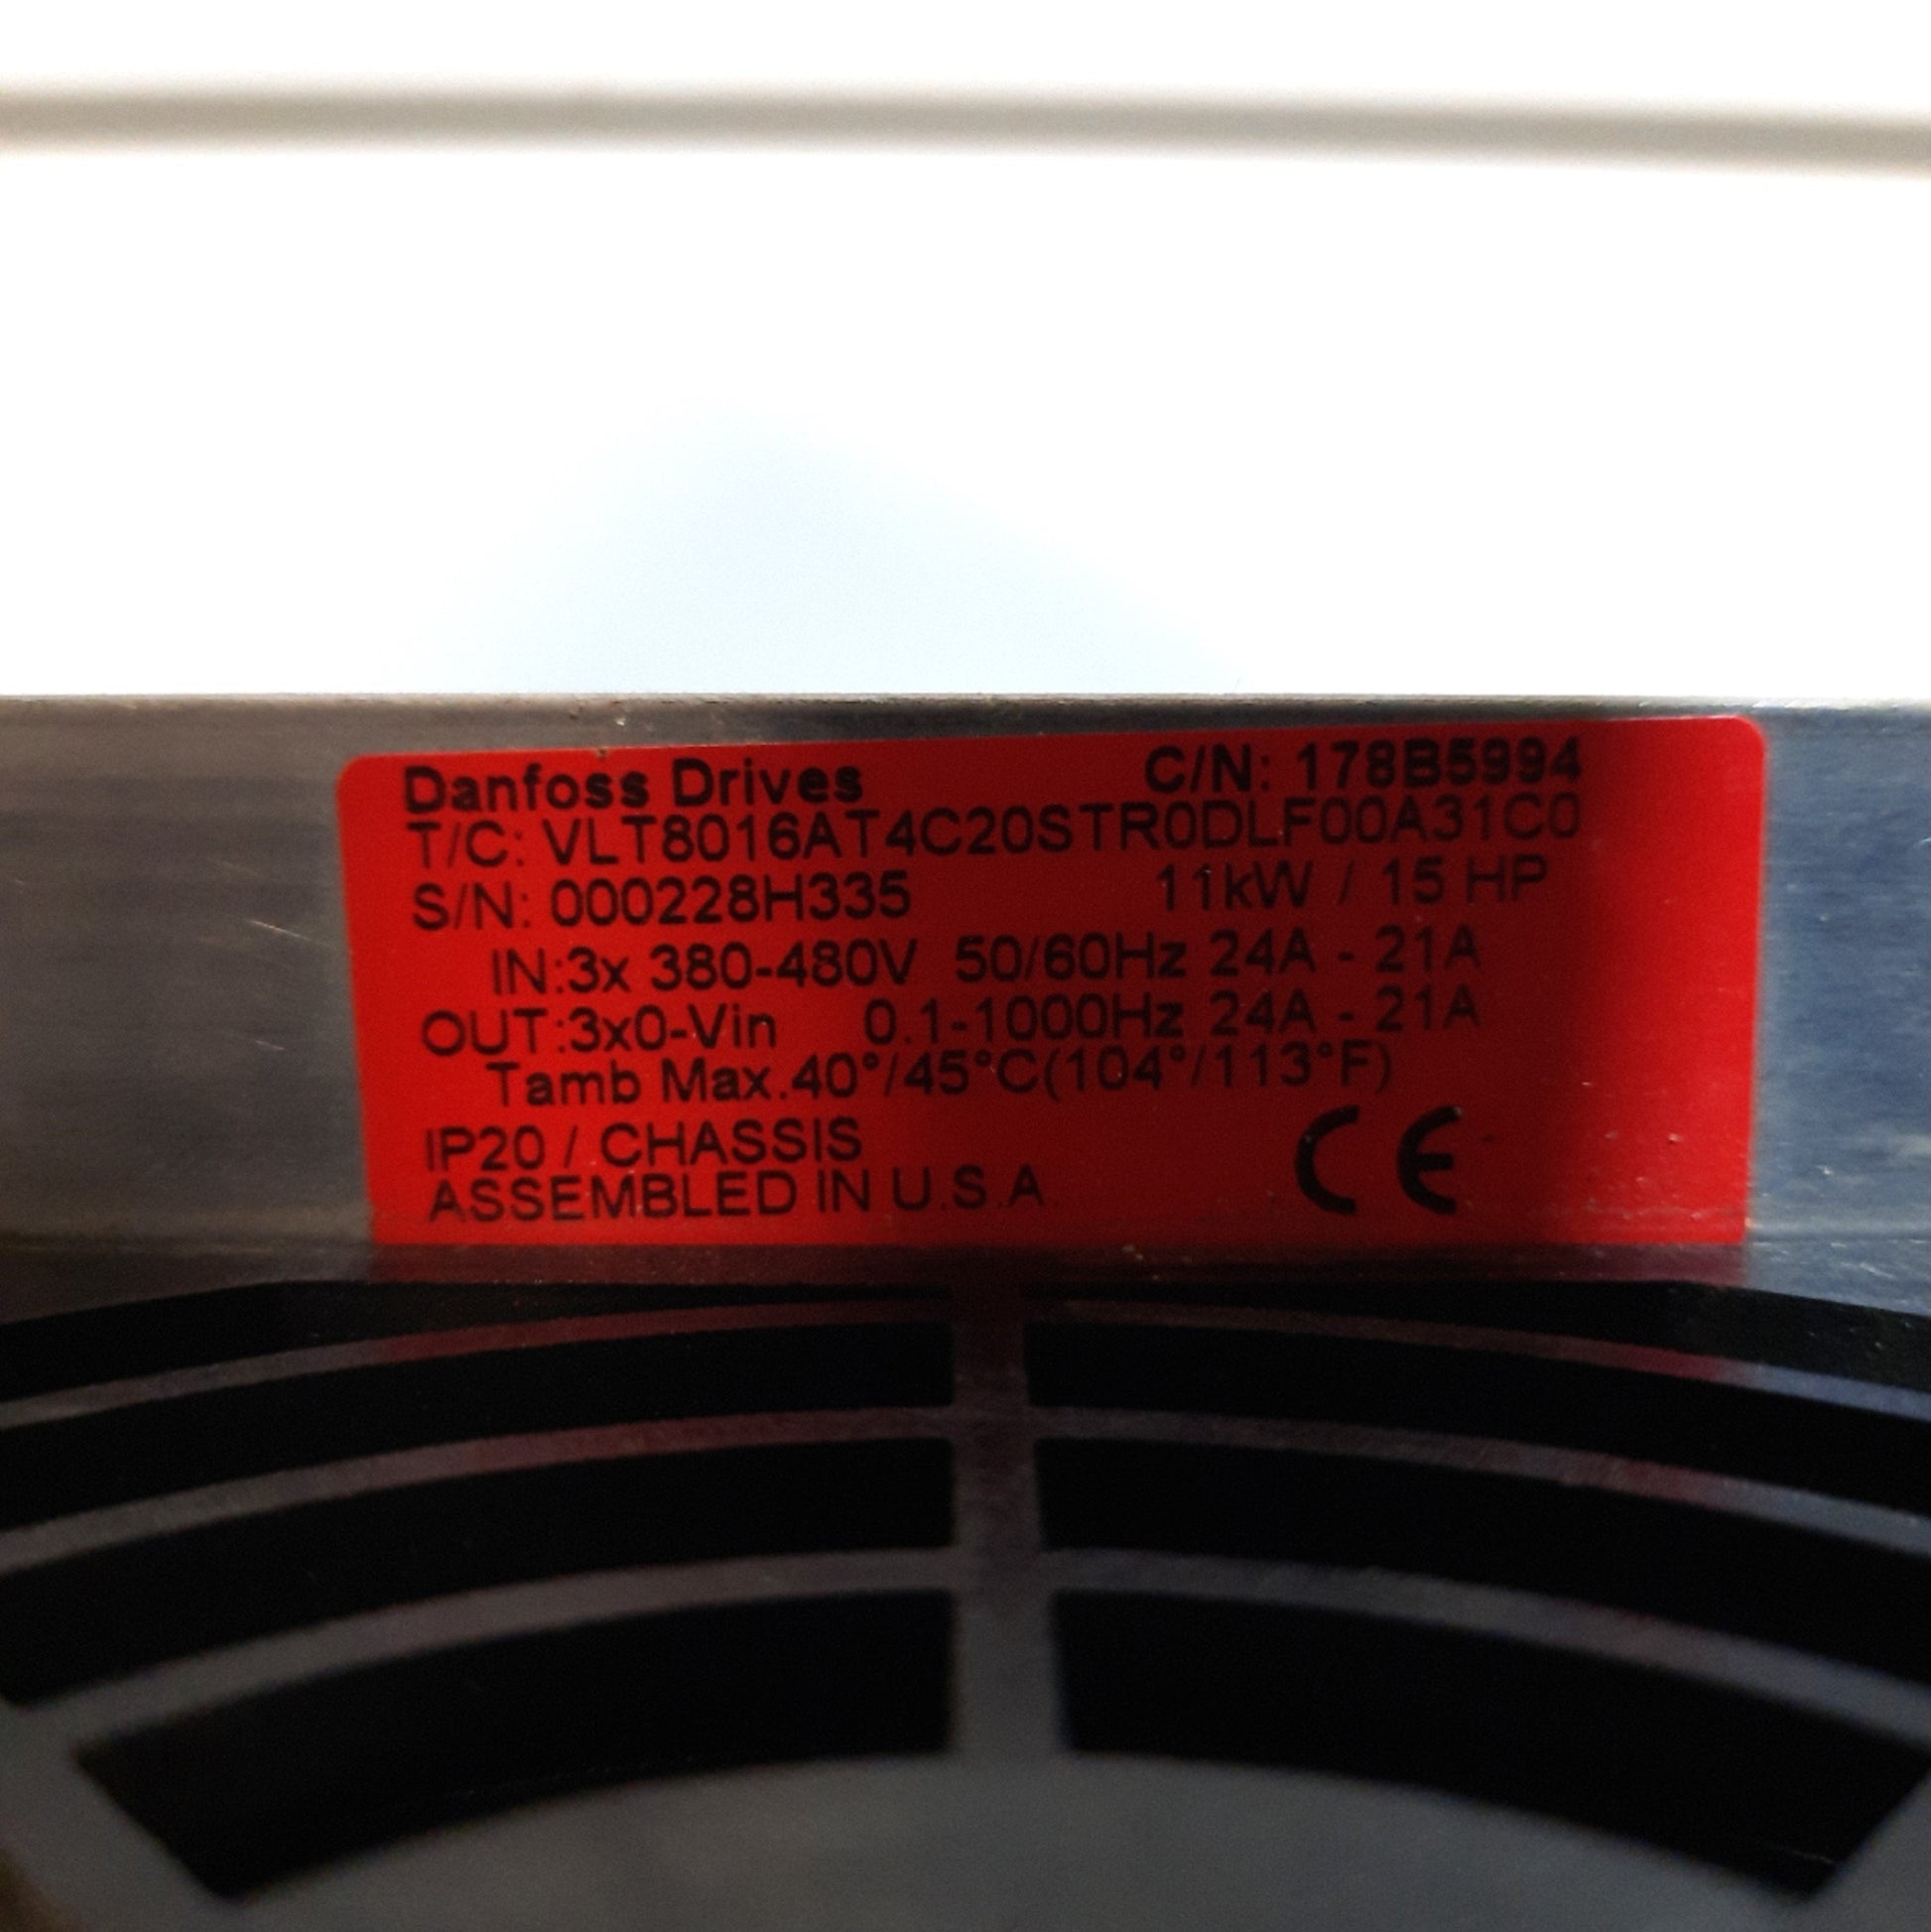 Danfoss Drives C/N: 178B5994
T/C: VLT8016AT4C20STR0DLF00A31C0
S/N: 000228H335 11kW / 15 HP
IN:3x 380-480V 50/60Hz 24A - 21A
OUT:3x0-Vin 0.1-1000Hz 24A - 21A
Tamb Max.40°/45°C(104°/113°F)
IP20 / CHASSIS
ASSEMBLED IN U.S.A.
CE